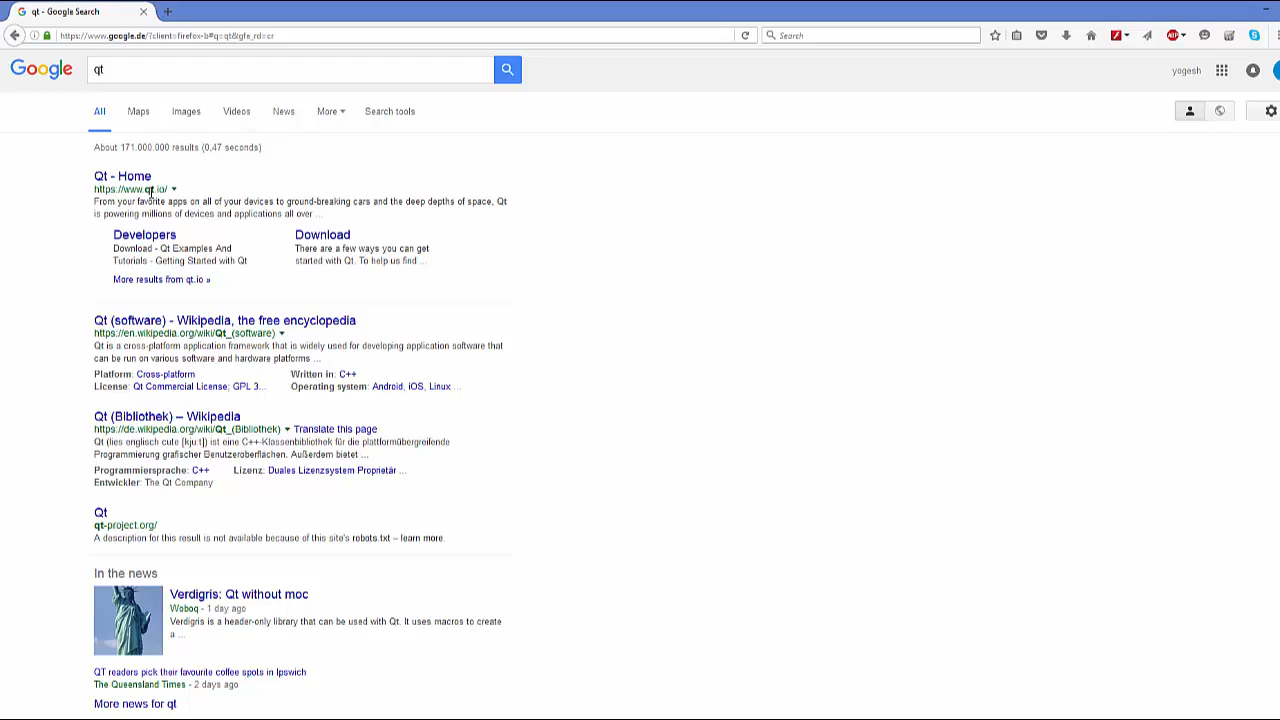 qt - Google Search
https://www.google.de/?client=firefox-b#q=qt&gfe_rd=cr
Search
Google
qt
yogesh
All
Maps
Images
Videos
News
More
Search tools
About 171.000.000 results (0,47 seconds)
Qt - Home
https://www.qt.io/
From your favorite apps on all of your devices to ground-breaking cars and the deep depths of space, Qt
is powering millions of devices and applications all over ...
Developers
Download - Qt Examples And
Tutorials - Getting Started with Qt
Download
There are a few ways you can get
started with Qt. To help us find ...
More results from qt.io »
Qt (software) - Wikipedia, the free encyclopedia
https://en.wikipedia.org/wiki/Qt_(software)
Qt is a cross-platform application framework that is widely used for developing application software that
can be run on various software and hardware platforms ...
Platform: Cross-platform
Written in: C++
License: Qt Commercial License; GPL 3...
Operating system: Android, iOS, Linux ...
Qt (Bibliothek) – Wikipedia
https://de.wikipedia.org/wiki/Qt_(Bibliothek) Translate this page
Qt (lies englisch cute [kjuːt]) ist eine C++-Klassenbibliothek für die plattformübergreifende
Programmierung grafischer Benutzeroberflächen. Außerdem bietet ...
Programmiersprache: C++
Lizenz: Duales Lizenzsystem Proprietär ...
Entwickler: The Qt Company
Qt
qt-project.org/
A description for this result is not available because of this site's robots.txt – learn more.
In the news
Verdigris: Qt without moc
Woboq - 1 day ago
Verdigris is a header-only library that can be used with Qt. It uses macros to create
a ...
QT readers pick their favourite coffee spots in Ipswich
The Queensland Times - 2 days ago
More news for qt